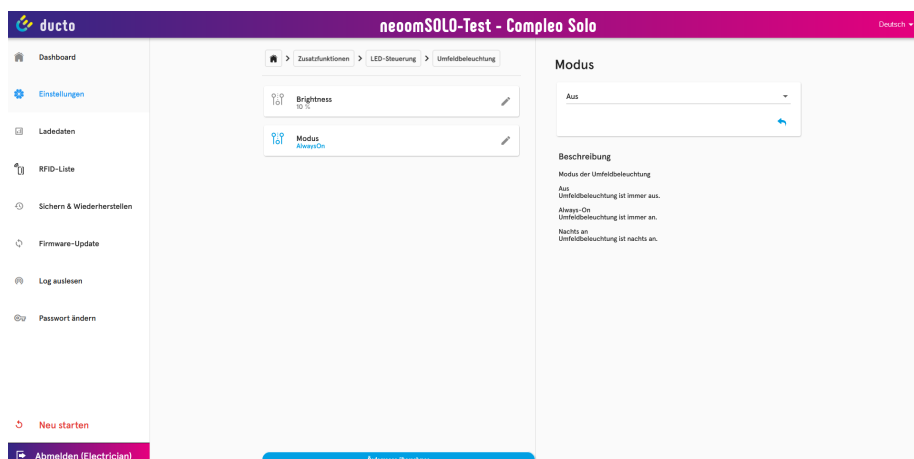 ducto
neoomSOLO-Test - Compleo Solo
Deutsch
Dashboard
Einstellungen
Ladedaten
RFID-Liste
Sichern & Wiederherstellen
Firmware-Update
Log auslesen
Passwort ändern
Neu starten
Abmelden (Electrician)
> Zusatzfunktionen > LED-Steuerung > Umfeldbeleuchtung
Brightness
10 %
Modus
AlwaysOn
Modus
Aus
Beschreibung
Modus der Umfeldbeleuchtung
Aus
Umfeldbeleuchtung ist immer aus.
Always-On
Umfeldbeleuchtung ist immer an.
Nachts an
Umfeldbeleuchtung ist nachts an.